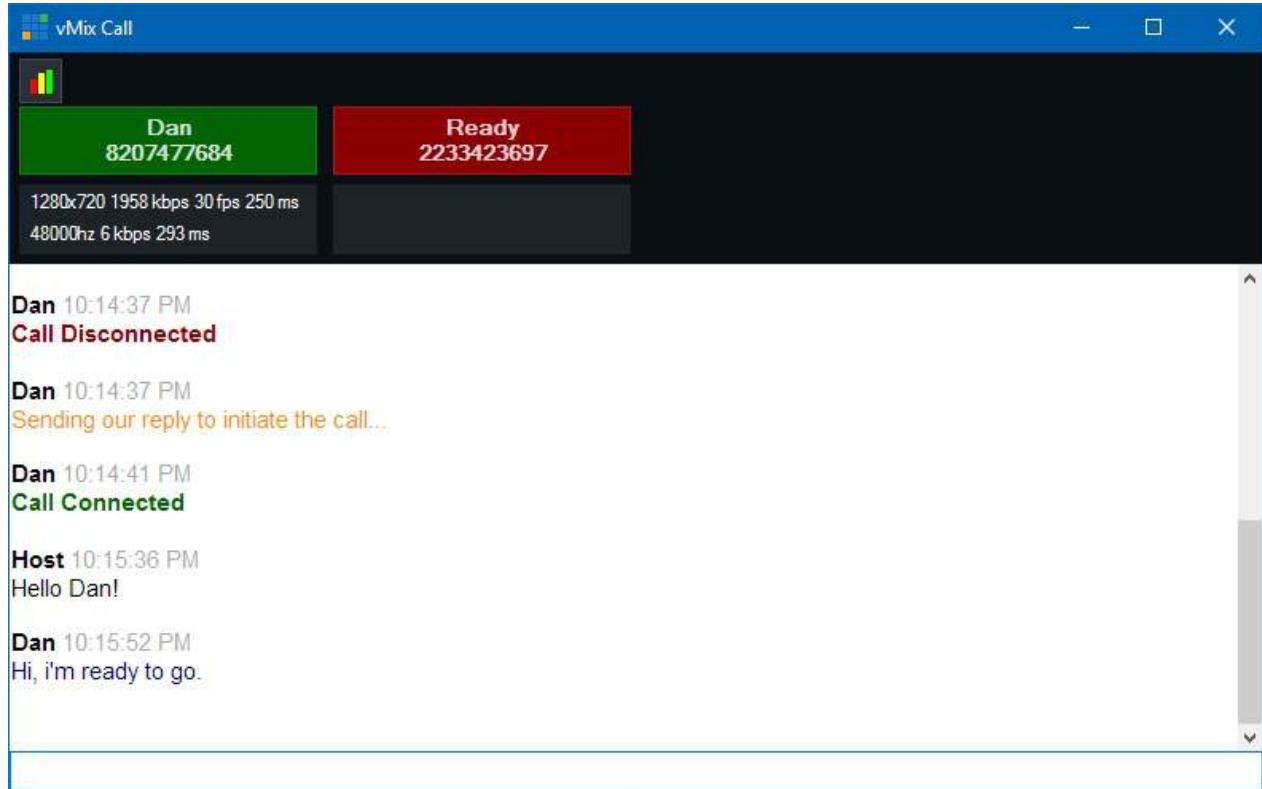 vMix Call
Dan
8207477684
Ready
2233423697
1280x720 1958 kbps 30 fps 250 ms
48000hz 6 kbps 293 ms
Dan 10:14:37 PM
Call Disconnected
Dan 10:14:37 PM
Sending our reply to initiate the call...
Dan 10:14:41 PM
Call Connected
Host 10:15:36 PM
Hello Dan!
Dan 10:15:52 PM
Hi, i'm ready to go.